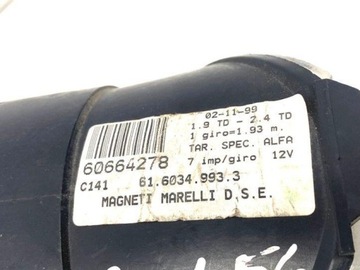 02-11-99
1.9 TD - 2.4 TD
1 giro=1.93 m.
TAR. SPEC. ALFA
60664278 7 imp/giro 12V
C141 61.6034.993.3
MAGNETI MARELLI D.S.E.